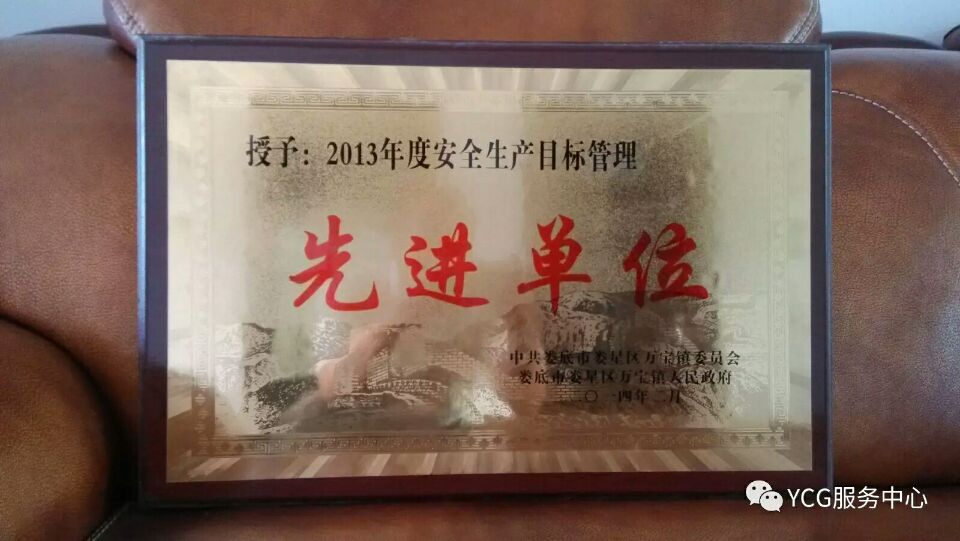 授予：2013年度安全生产目标管理
先进单位
中共娄底市娄星区万宝镇委员会
娄底市娄星区万宝镇人民政府
二〇一四年二月
YCG服务中心